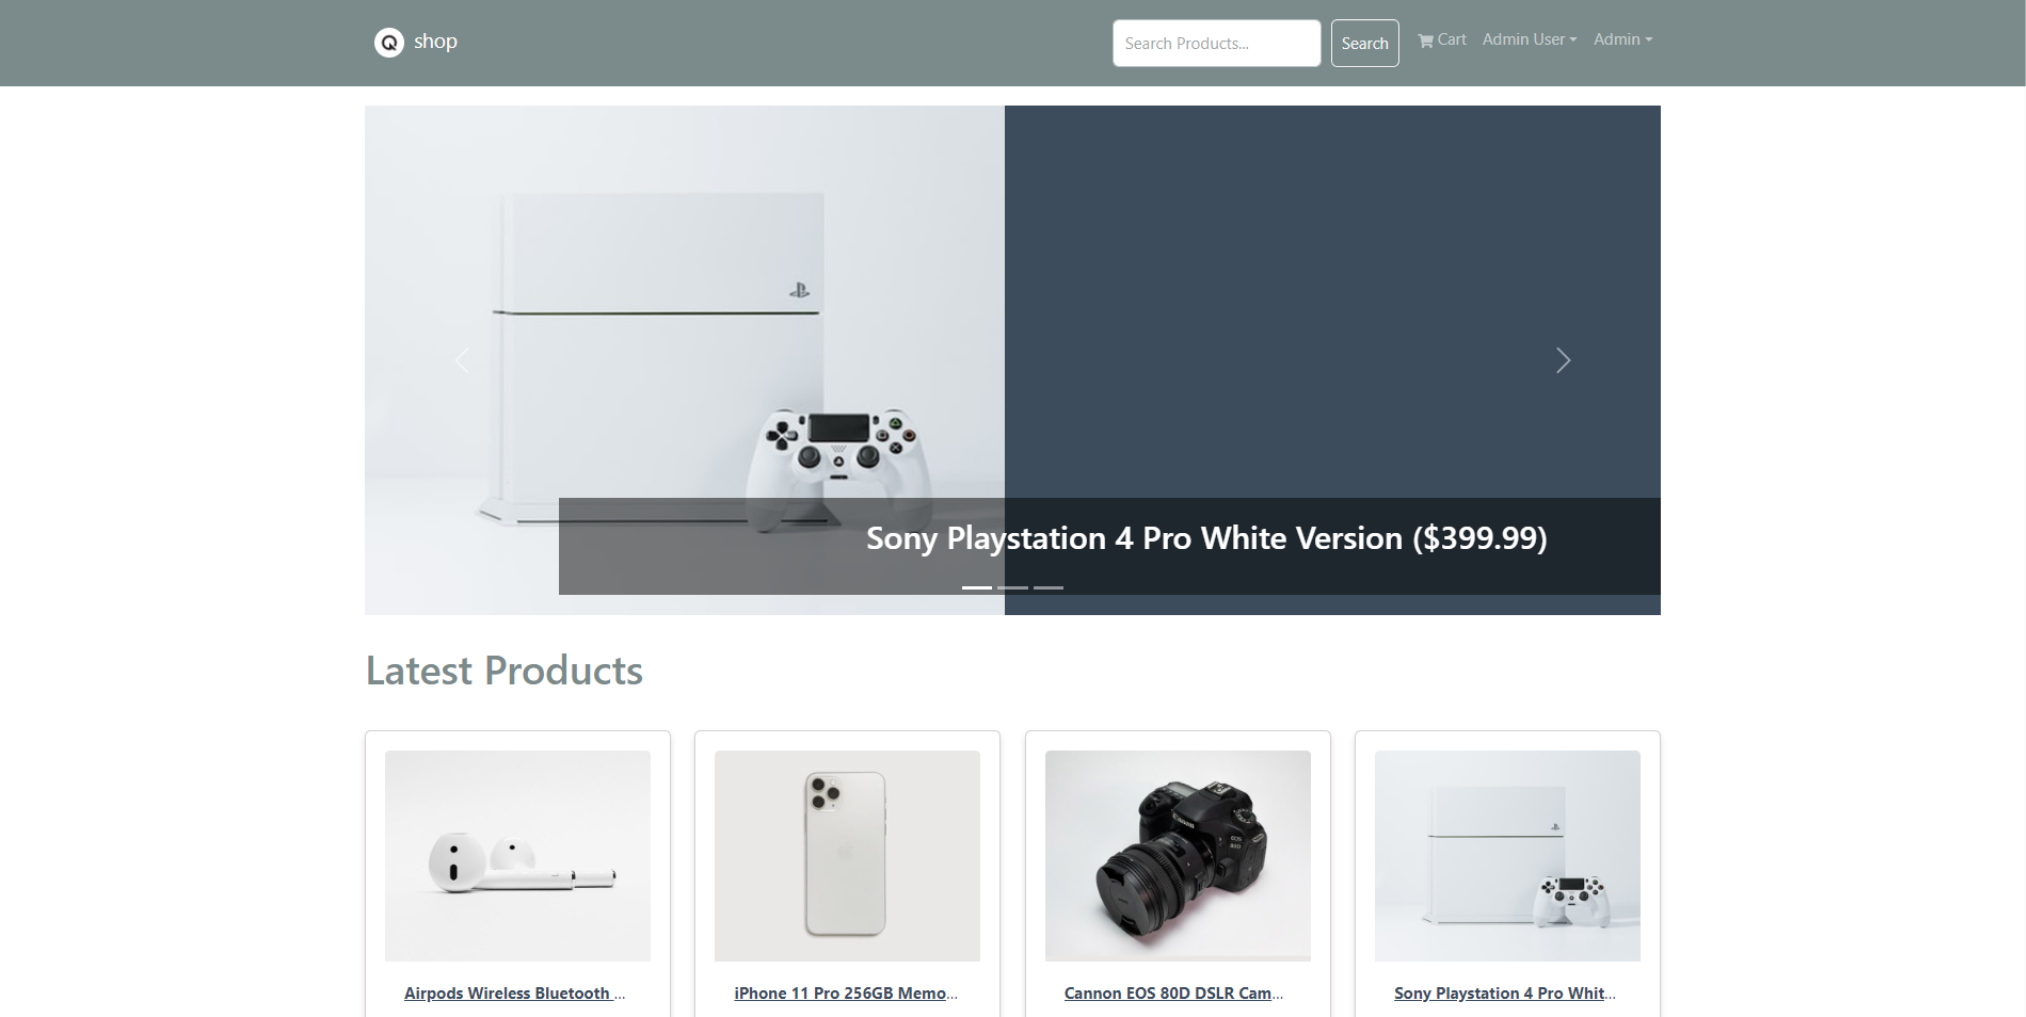 Q shop
Search Products...
Search
Cart
Admin User
Admin
Sony Playstation 4 Pro White Version ($399.99)
Latest Products
Airpods Wireless Bluetooth ...
iPhone 11 Pro 256GB Memo...
Cannon EOS 80D DSLR Cam...
Sony Playstation 4 Pro Whit...